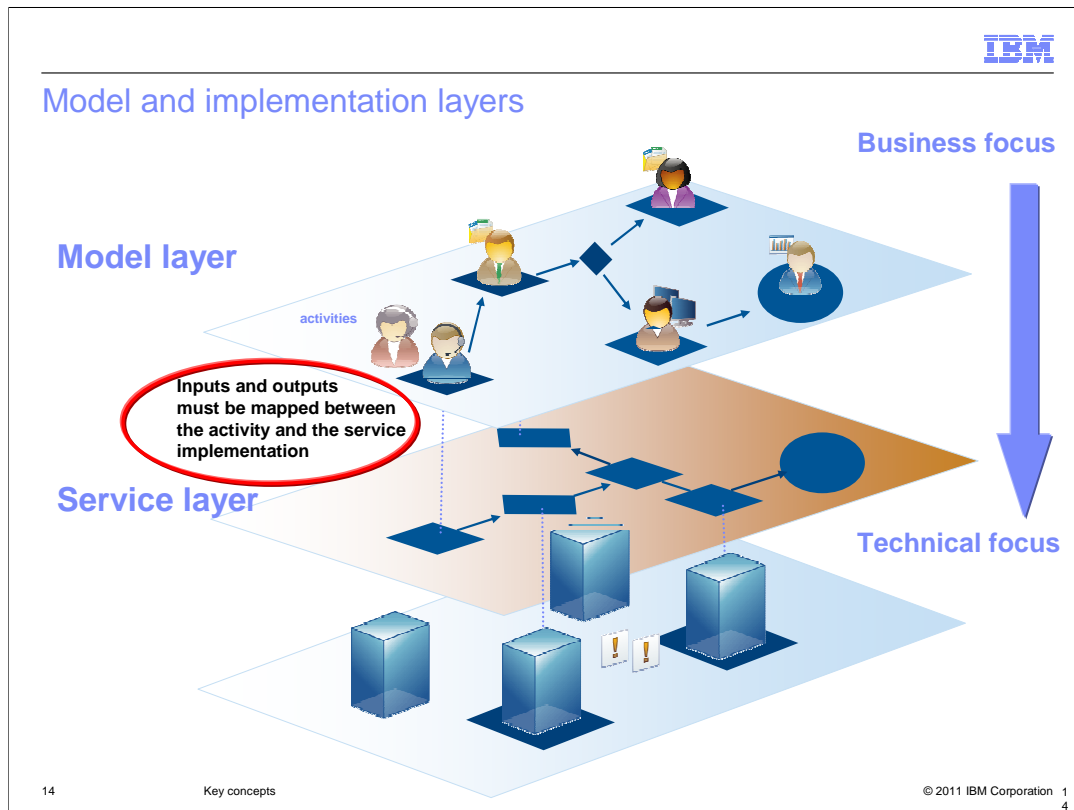 IBM
Model and implementation layers
Business focus
Model layer
activities
Inputs and outputs
must be mapped between
the activity and the service
implementation
Service layer
Technical focus
!
!
14
Key concepts
© 2011 IBM Corporation
1
4